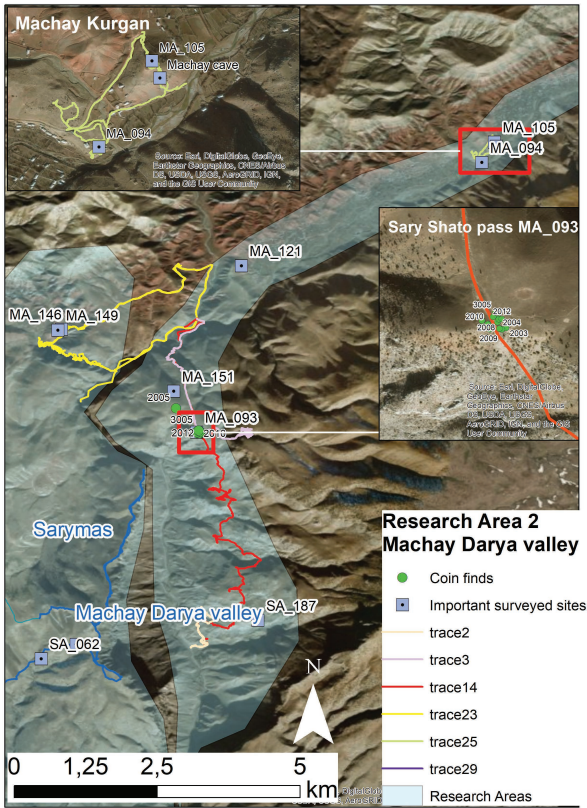 Machay Kurgan
MA_105
Machay cave
MA_094
Source: Esri, DigitalGlobe, GeoEye,
Earthstar Geographics, CNES/Airbus
DS, USDA, USGS, AeroGRID, IGN,
and the GIS User Community
MA_105
MA_094
Sary Shato pass MA_093
3005
2012
2010
2004
2008
2003
2009
Source: Esri, DigitalGlobe,
GeoEye, Earthstar
Geographics, CNES/Airbus
DS, USDA, USGS,
AeroGRID, IGN, and the GIS
User Community
MA_121
MA_146
MA_149
MA_151
2005
MA_093
3005
2012
Sarymas
Machay Darya valley
SA_187
SA_062
N
0
1,25
2,5
5
km
Research Area 2
Machay Darya valley
Coin finds
Important surveyed sites
trace2
trace3
trace14
trace23
trace25
trace29
Research Areas